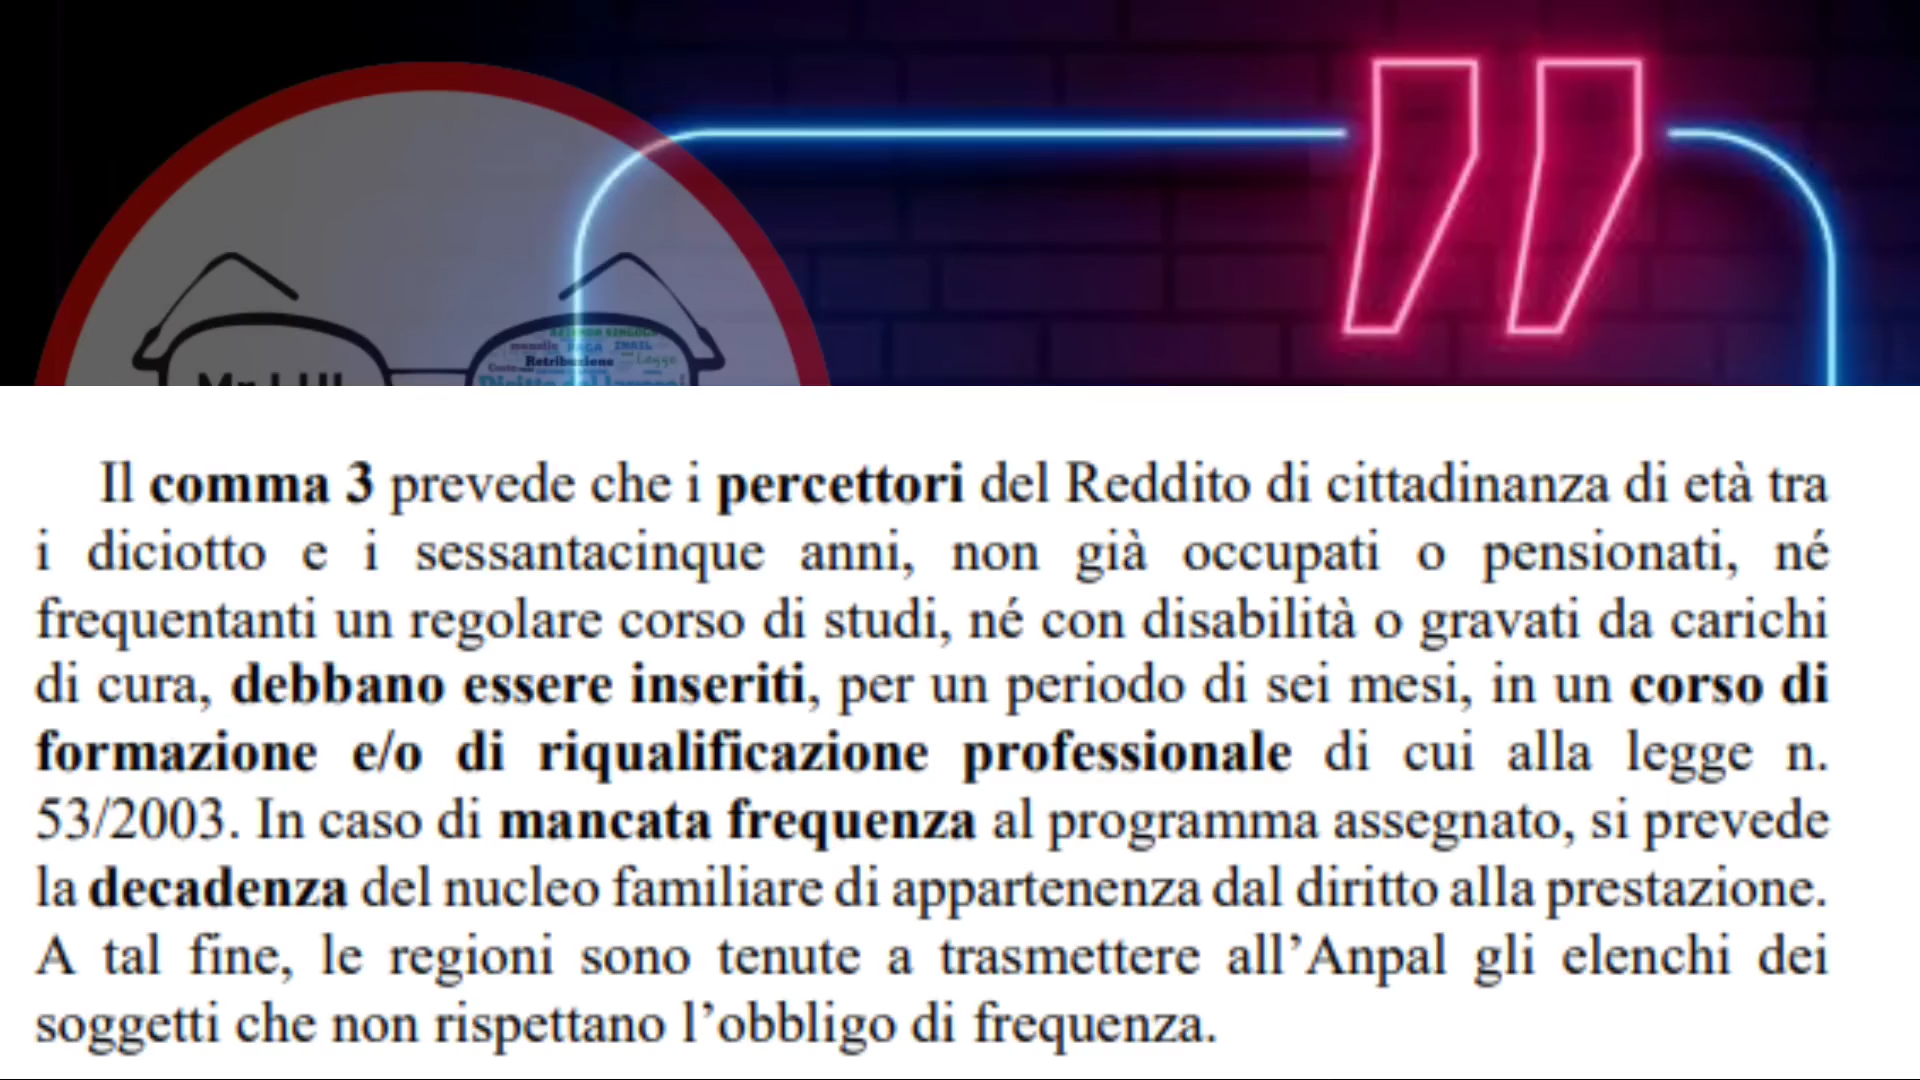 Retribuzione
Legge
Il comma 3 prevede che i percettori del Reddito di cittadinanza di età tra
i diciotto e i sessantacinque anni, non già occupati o pensionati, né
frequentanti un regolare corso di studi, né con disabilità o gravati da carichi
di cura, debbano essere inseriti, per un periodo di sei mesi, in un corso di
formazione e/o di riqualificazione professionale di cui alla legge n.
53/2003. In caso di mancata frequenza al programma assegnato, si prevede
la decadenza del nucleo familiare di appartenenza dal diritto alla prestazione.
A tal fine, le regioni sono tenute a trasmettere all’Anpal gli elenchi dei
soggetti che non rispettano l’obbligo di frequenza.